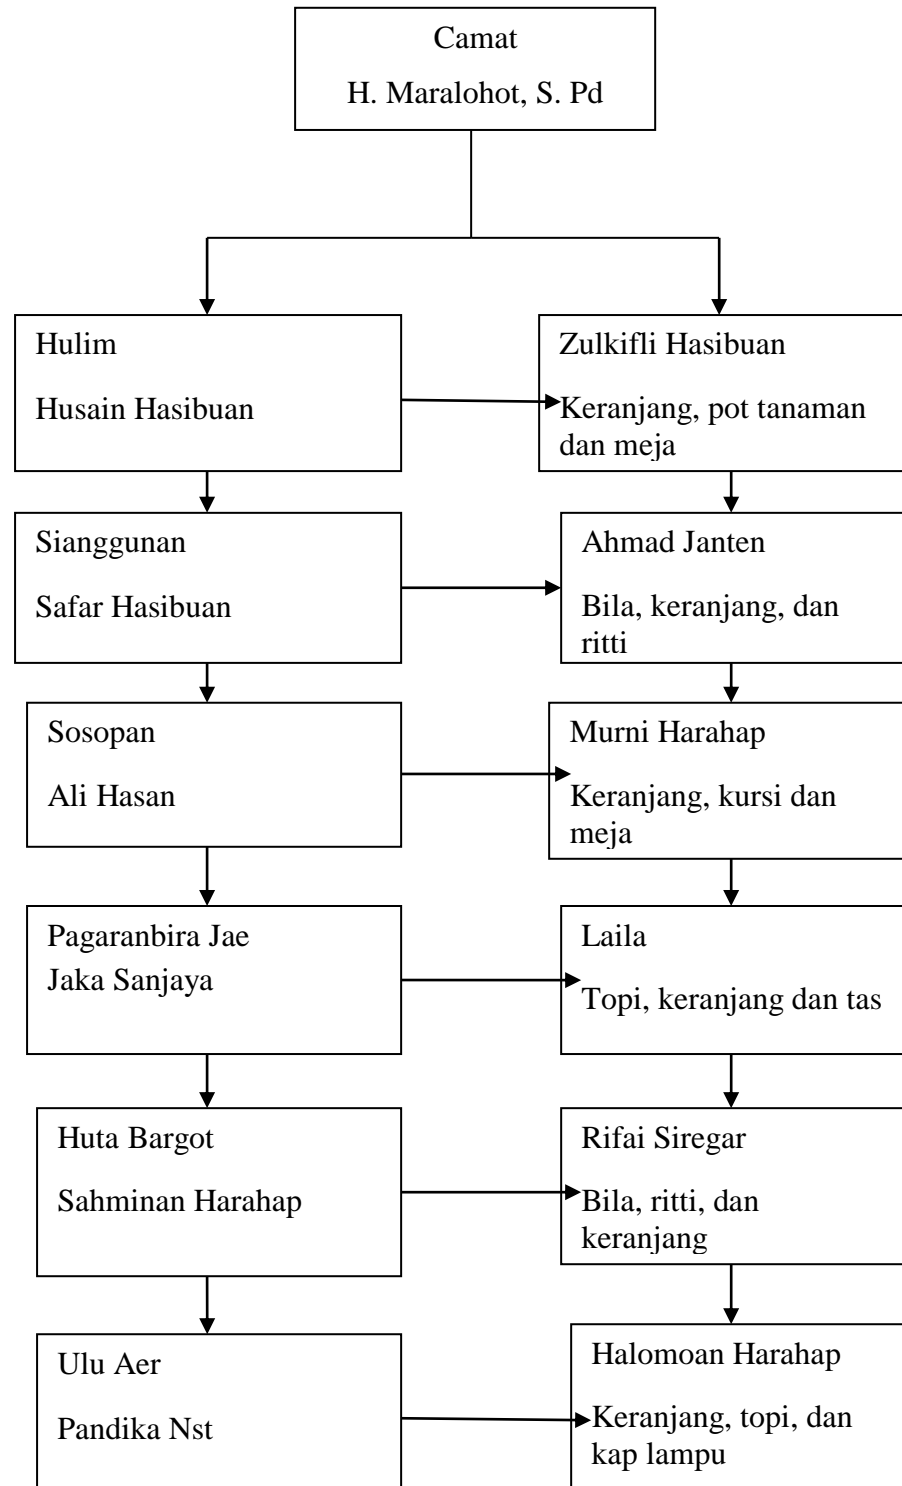 Camat
H. Maralohot, S. Pd
Hulim
Husain Hasibuan
Zulkifli Hasibuan
Keranjang, pot tanaman
dan meja
Sianggunan
Safar Hasibuan
Ahmad Janten
Bila, keranjang, dan
ritti
Sosopan
Ali Hasan
Murni Harahap
Keranjang, kursi dan
meja
Pagaranbira Jae
Jaka Sanjaya
Laila
Topi, keranjang dan tas
Huta Bargot
Sahminan Harahap
Rifai Siregar
Bila, ritti, dan
keranjang
Ulu Aer
Pandika Nst
Halomoan Harahap
Keranjang, topi, dan
kap lampu